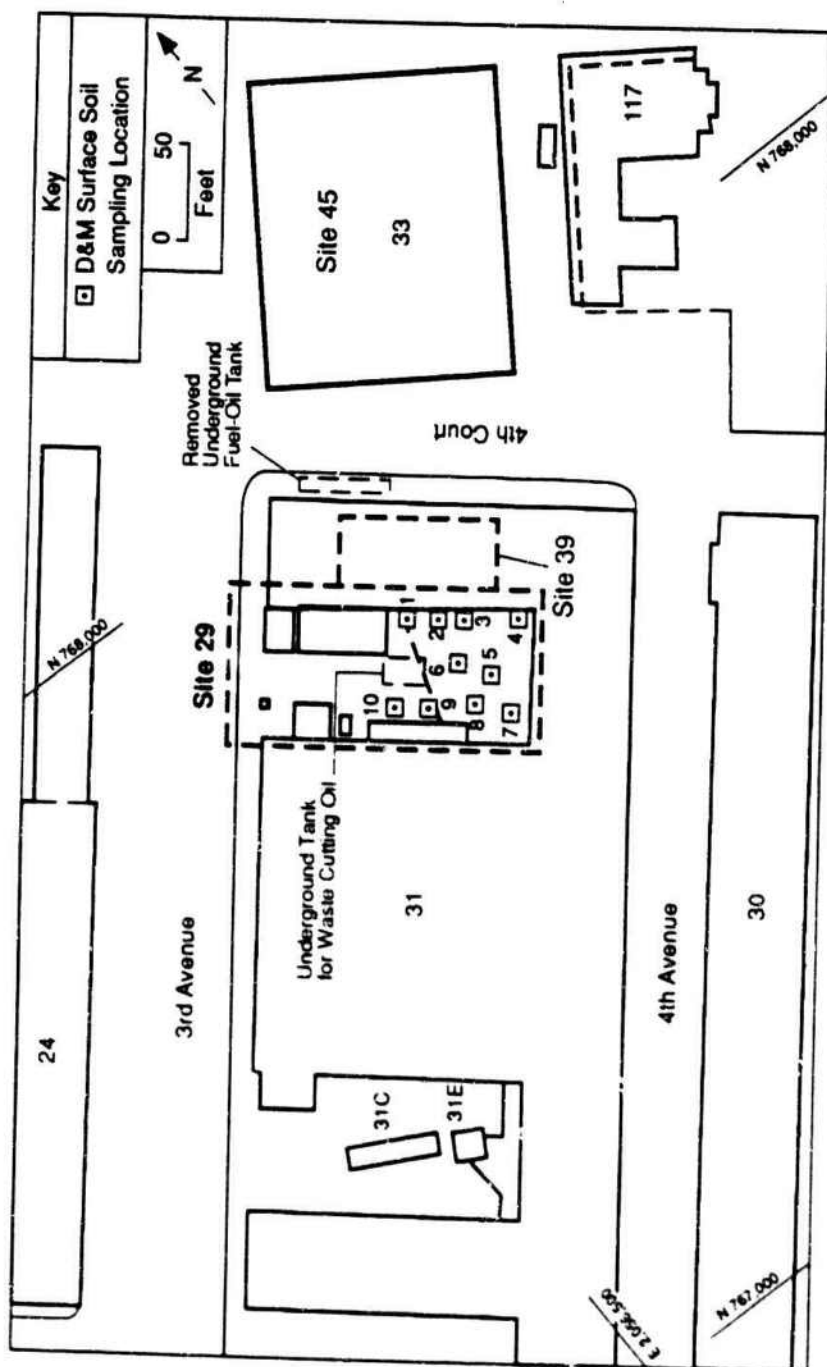 Key
D&M Surface Soil
Sampling Location
0 50
Feet
N
24
N 768,000
3rd Avenue
Removed
Underground
Fuel-Oil Tank
Site 45
33
117
N 768,000
4th Court
Site 29
Site 39
1
2
3
4
5
6
7
8
9
10
Underground Tank
for Waste Cutting Oil
31
31C
31E
4th Avenue
30
E 2,056,500
N 767,000